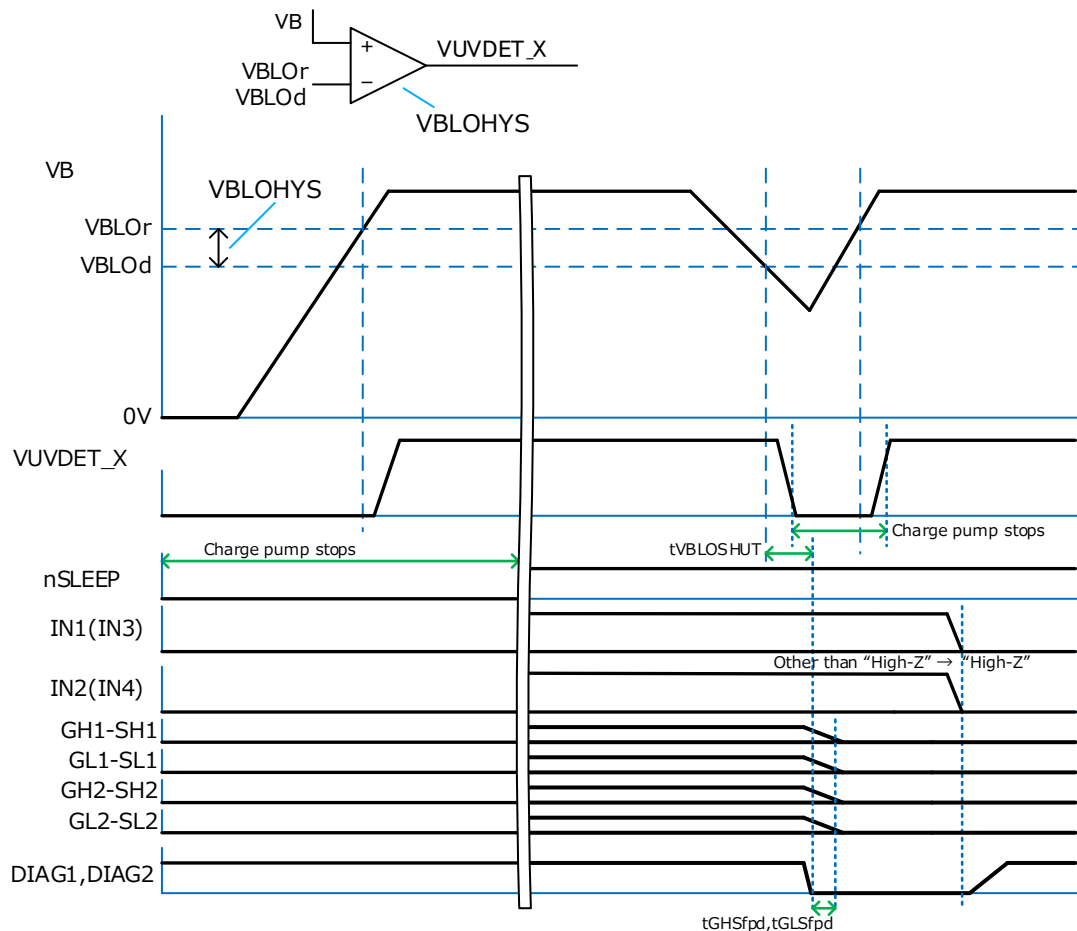 VB
+
VUVDET_X
VBLOr
−
VBLOd
VBLOHYS
VB
VBLOHYS
VBLOr
VBLOd
0V
VUVDET_X
Charge pump stops
Charge pump stops
tVBLOSHUT
nSLEEP
IN1(IN3)
Other than “High-Z” → “High-Z”
IN2(IN4)
GH1-SH1
GL1-SL1
GH2-SH2
GL2-SL2
DIAG1,DIAG2
tGHSfpd,tGLSfpd